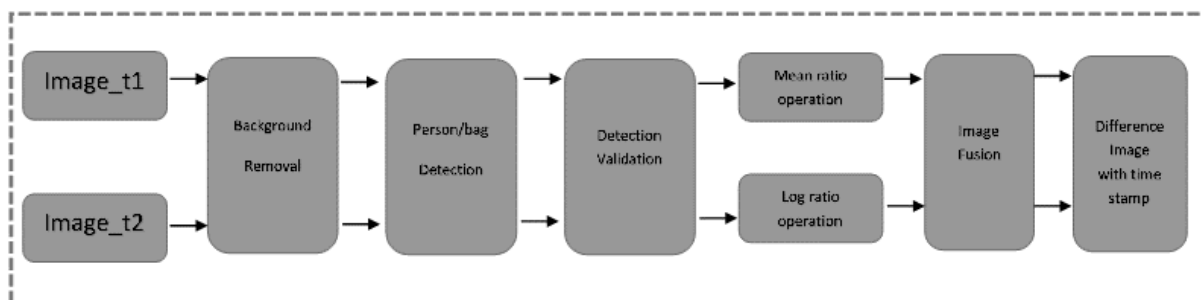 Image_t1
Image_t2
Background
Removal
Person/bag
Detection
Detection
Validation
Mean ratio
operation
Log ratio
operation
Image
Fusion
Difference
Image
with time
stamp